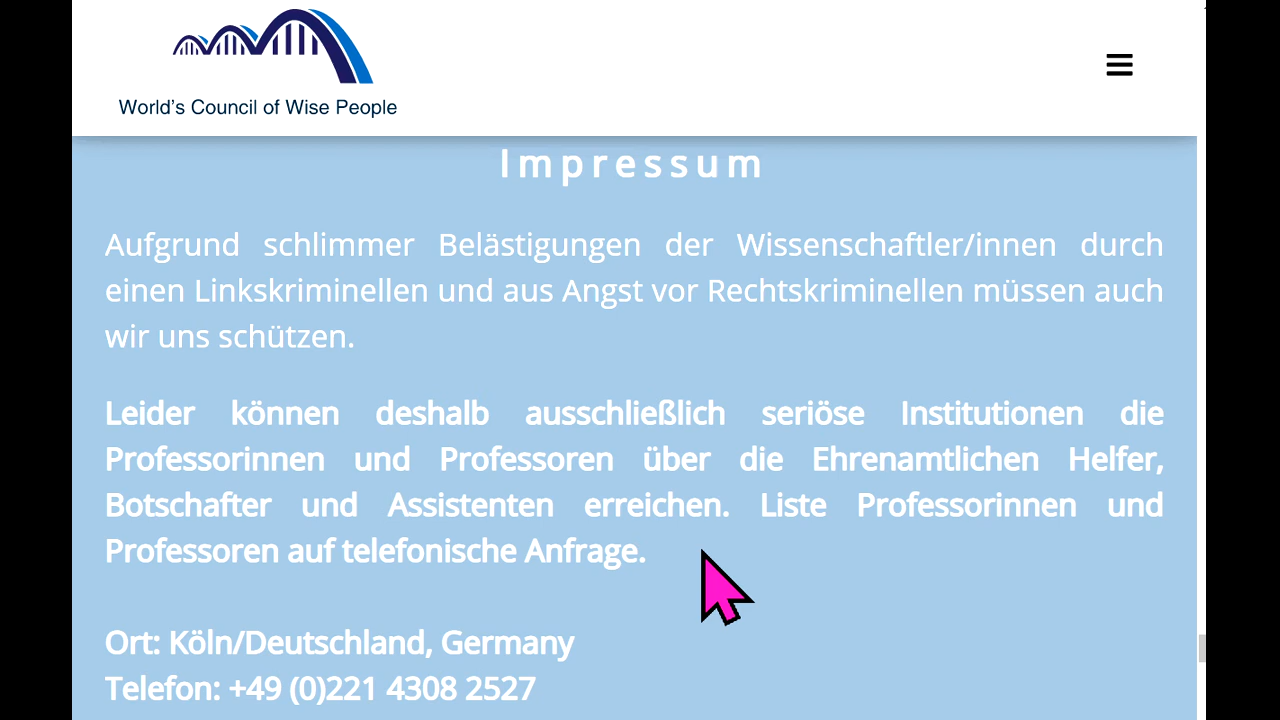 World's Council of Wise People
Impressum
Aufgrund schlimmer Belästigungen der Wissenschaftler/innen durch
einen Linkskriminellen und aus Angst vor Rechtskriminellen müssen auch
wir uns schützen.
Leider können deshalb ausschließlich seriöse Institutionen die
Professorinnen und Professoren über die Ehrenamtlichen Helfer,
Botschafter und Assistenten erreichen. Liste Professorinnen und
Professoren auf telefonische Anfrage.
Ort: Köln/Deutschland, Germany
Telefon: +49 (0)221 4308 2527